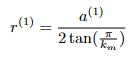 r^{(1)} = \frac{a^{(1)}}{2 \tan(\frac{\pi}{k_m})}